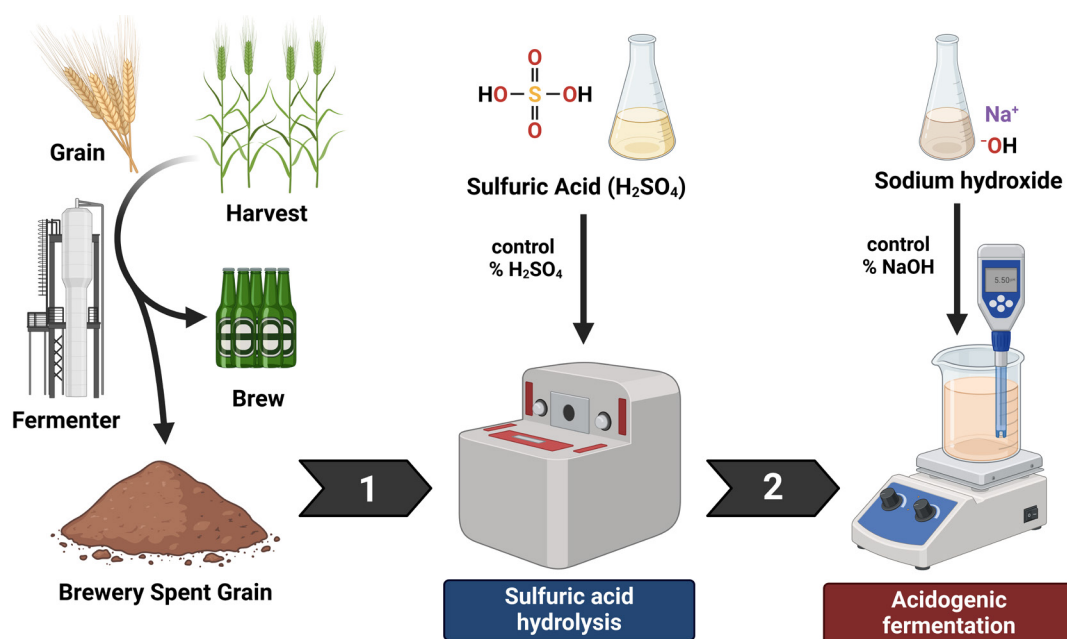 Grain
Harvest
Fermenter
Brew
Brewery Spent Grain
1
O
HO–S–OH
O
Sulfuric Acid (H₂SO₄)
control
% H₂SO₄
Sulfuric acid
hydrolysis
2
Na⁺
⁻OH
Sodium hydroxide
control
% NaOH
5.50
Acidogenic
fermentation